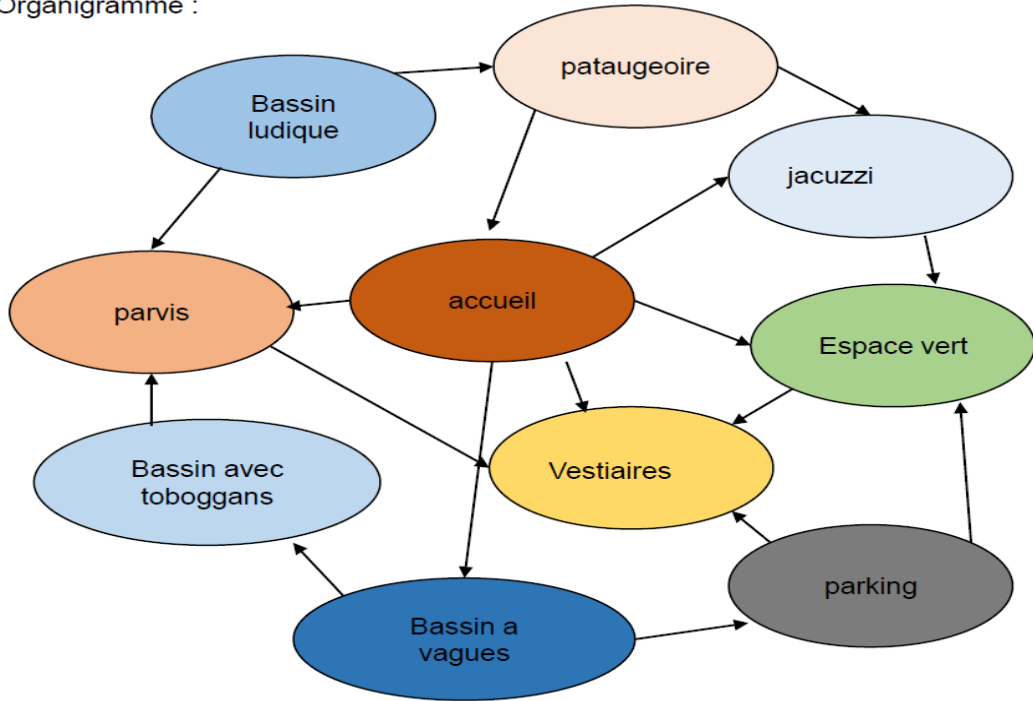 Organigramme :
pataugeoire
Bassin
ludique
jacuzzi
parvis
accueil
Espace vert
Bassin avec
toboggans
Vestiaires
parking
Bassin a
vagues